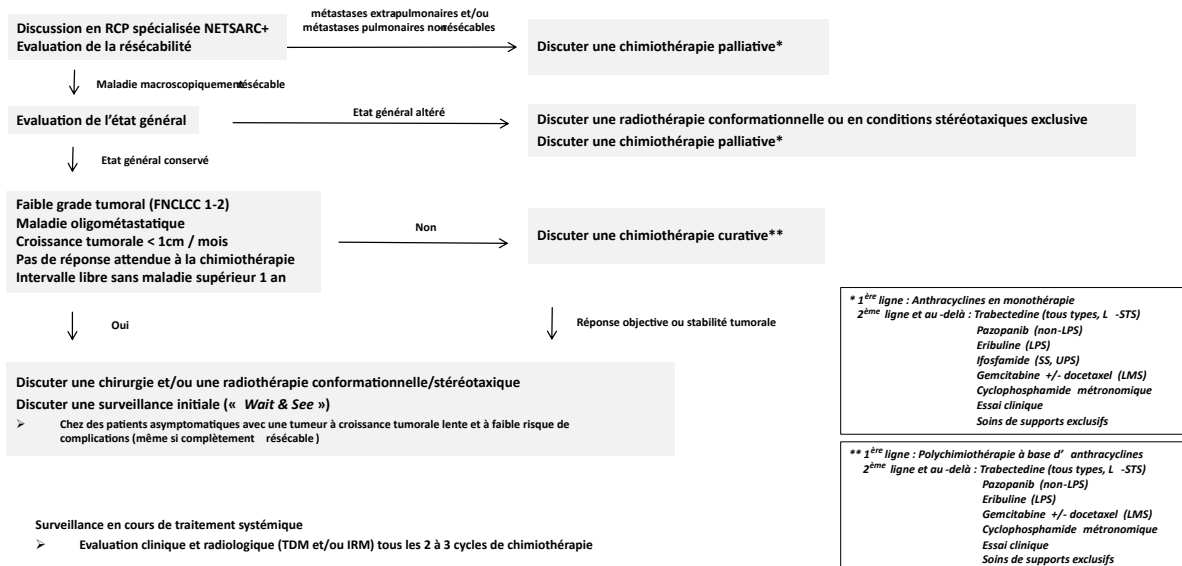 Discussion en RCP spécialisée NETSARC+
Evaluation de la résécabilité
métastases extrapulmonaires et/ou
métastases pulmonaires non résécables
Discuter une chimiothérapie palliative*
Maladie macroscopiquement résécable
Evaluation de l'état général
Etat général altéré
Discuter une radiothérapie conformationnelle ou en conditions stéréotaxiques exclusive
Discuter une chimiothérapie palliative*
Etat général conservé
Faible grade tumoral (FNCLCC 1-2)
Maladie oligométastatique
Croissance tumorale < 1cm / mois
Pas de réponse attendue à la chimiothérapie
Intervalle libre sans maladie supérieur 1 an
Non
Discuter une chimiothérapie curative**
Oui
Réponse objective ou stabilité tumorale
Discuter une chirurgie et/ou une radiothérapie conformationnelle/stéréotaxique
Discuter une surveillance initiale (« Wait & See »)
➢ Chez des patients asymptomatiques avec une tumeur à croissance tumorale lente et à faible risque de
complications (même si complètement résécable )
Surveillance en cours de traitement systémique
➢ Evaluation clinique et radiologique (TDM et/ou IRM) tous les 2 à 3 cycles de chimiothérapie
* 1ère ligne : Anthracyclines en monothérapie
2ème ligne et au -delà : Trabectedine (tous types, L -STS)
Pazopanib (non-LPS)
Eribuline (LPS)
Ifosfamide (SS, UPS)
Gemcitabine +/- docetaxel (LMS)
Cyclophosphamide métronomique
Essai clinique
Soins de supports exclusifs
** 1ère ligne : Polychimiothérapie à base d' anthracyclines
2ème ligne et au -delà : Trabectedine (tous types, L -STS)
Pazopanib (non-LPS)
Eribuline (LPS)
Gemcitabine +/- docetaxel (LMS)
Cyclophosphamide métronomique
Essai clinique
Soins de supports exclusifs